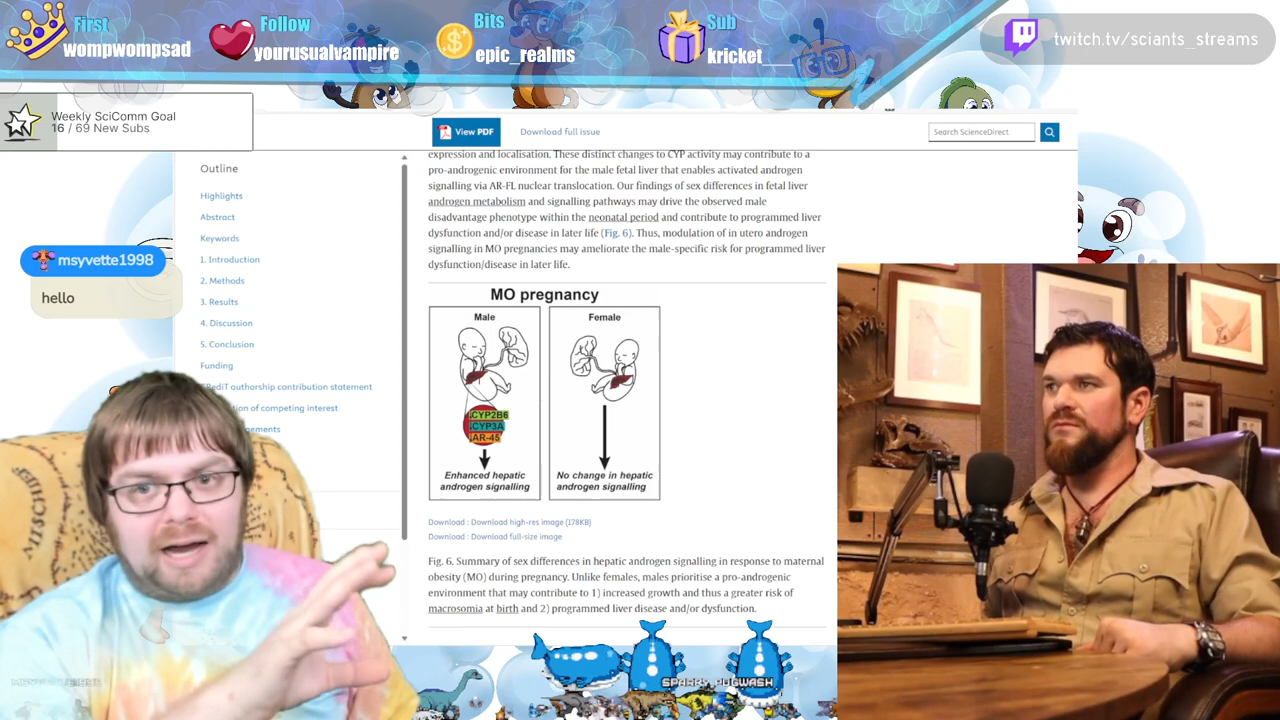 First
wompwompsad
Follow
yourusualvampire
Bits
epic_realms
Sub
kricket____
twitch.tv/sciants_streams
Weekly SciComm Goal
16 / 69 New Subs
View PDF
Download full issue
Search ScienceDirect
Outline
Highlights
Abstract
Keywords
1. Introduction
2. Methods
3. Results
4. Discussion
5. Conclusion
Funding
RediT authorship contribution statement
tion of competing interest
gements
msyvette1998
hello
expression and localisation. These distinct changes to CYP activity may contribute to a
pro-androgenic environment for the male fetal liver that enables activated androgen
signalling via AR-FL nuclear translocation. Our findings of sex differences in fetal liver
androgen metabolism and signalling pathways may drive the observed male
disadvantage phenotype within the neonatal period and contribute to programmed liver
dysfunction and/or disease in later life (Fig. 6). Thus, modulation of in utero androgen
signalling in MO pregnancies may ameliorate the male-specific risk for programmed liver
dysfunction/disease in later life.
MO pregnancy
Male
Female
↓CYP2B6
↓CYP3A
↓AR-45
Enhanced hepatic
androgen signalling
No change in hepatic
androgen signalling
Download : Download high-res image (178KB)
Download : Download full-size image
Fig. 6. Summary of sex differences in hepatic androgen signalling in response to maternal
obesity (MO) during pregnancy. Unlike females, males prioritise a pro-androgenic
environment that may contribute to 1) increased growth and thus a greater risk of
macrosomia at birth and 2) programmed liver disease and/or dysfunction.
SPARKY_PUGWASH